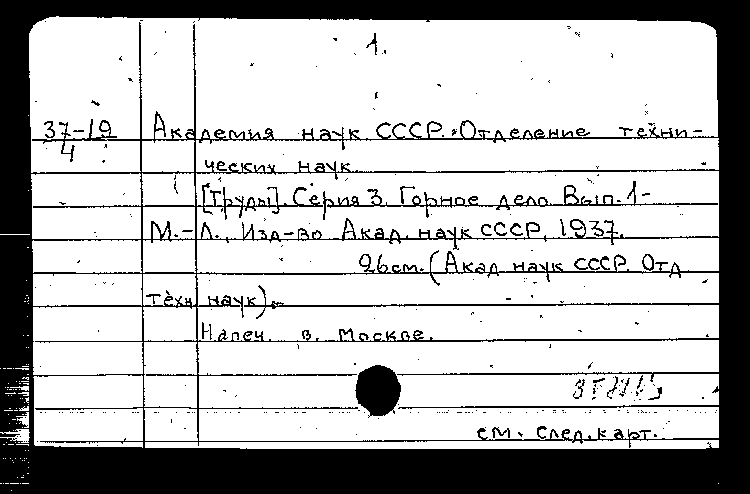 1.
37-19
4
Академия наук СССР. Отделение техни-
ческих наук.
[Труды]. Серия 3. Горное дело Вып. 1-
М.-Л., Изд-во Акад. наук СССР, 1937.
26см. (Акад наук СССР. Отд
техн наук).
Напеч. в. Москве.
см. след. карт.